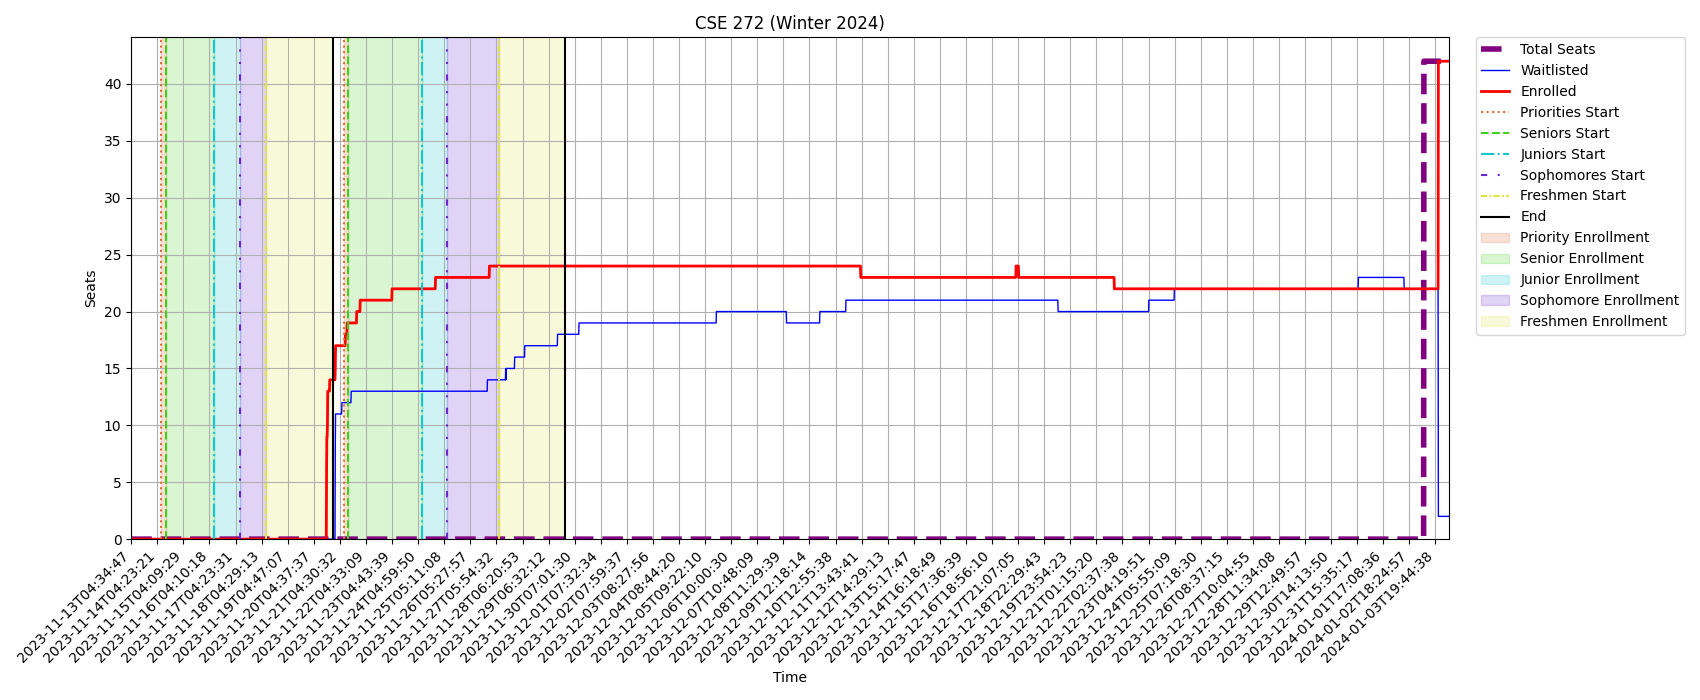 CSE 272 (Winter 2024)
Seats
40
35
30
25
20
15
10
5
0
2023-11-13T04:34:47
2023-11-14T04:23:21
2023-11-15T04:09:29
2023-11-16T04:10:18
2023-11-17T04:23:31
2023-11-18T04:29:13
2023-11-19T04:47:07
2023-11-20T04:37:37
2023-11-21T04:30:32
2023-11-22T04:33:09
2023-11-23T04:43:39
2023-11-24T04:59:50
2023-11-25T05:11:08
2023-11-26T05:27:57
2023-11-27T05:54:32
2023-11-28T06:20:53
2023-11-29T06:32:12
2023-11-30T07:01:30
2023-12-01T07:32:34
2023-12-02T07:59:37
2023-12-03T08:27:56
2023-12-04T08:44:20
2023-12-05T09:22:10
2023-12-06T10:00:30
2023-12-07T10:48:09
2023-12-08T11:29:39
2023-12-09T12:18:14
2023-12-10T12:55:38
2023-12-11T13:43:41
2023-12-12T14:29:13
2023-12-13T15:17:47
2023-12-14T16:18:49
2023-12-15T17:36:39
2023-12-16T18:56:10
2023-12-17T21:07:05
2023-12-18T22:29:43
2023-12-19T23:54:23
2023-12-21T01:15:20
2023-12-22T02:37:38
2023-12-23T04:19:51
2023-12-24T05:55:09
2023-12-25T07:18:30
2023-12-26T08:37:15
2023-12-27T10:04:55
2023-12-28T11:34:08
2023-12-29T12:49:57
2023-12-30T14:13:50
2023-12-31T15:35:17
2024-01-01T17:08:36
2024-01-02T18:24:57
2024-01-03T19:44:38
Time
Total Seats
Waitlisted
Enrolled
Priorities Start
Seniors Start
Juniors Start
Sophomores Start
Freshmen Start
End
Priority Enrollment
Senior Enrollment
Junior Enrollment
Sophomore Enrollment
Freshmen Enrollment